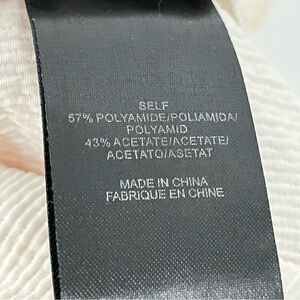 SELF
57% POLYAMIDE/POLIAMIDA/
POLYAMID
43% ACETATE/ACETATE/
ACETATO/ASETAT
MADE IN CHINA
FABRIQUE EN CHINE